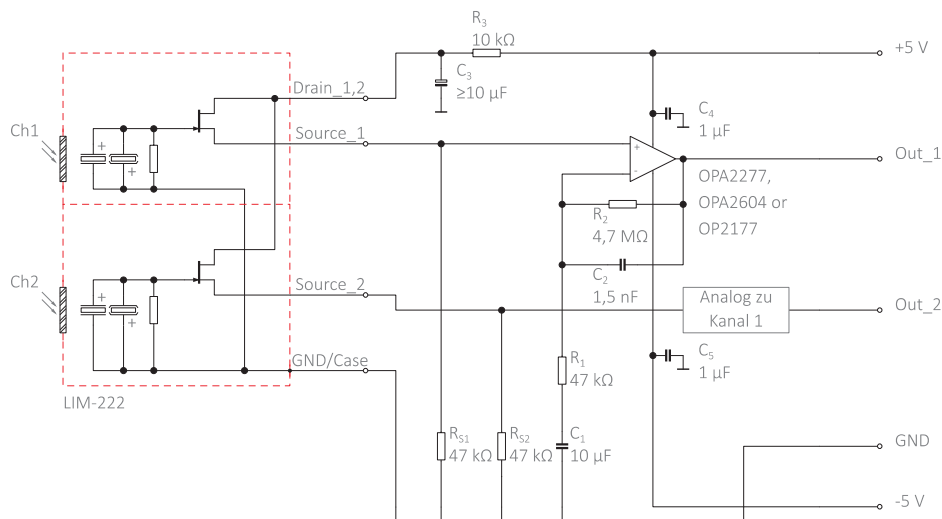 R3
10 kΩ
+5 V
Drain_1,2
C3
≥10 µF
C4
1 µF
Ch1
+
+
Source_1
+
-
Out_1
OPA2277,
OPA2604 or
OP2177
R2
4,7 MΩ
Ch2
+
+
Source_2
C2
1,5 nF
Analog zu
Kanal 1
Out_2
GND/Case
R1
47 kΩ
C5
1 µF
LIM-222
RS1
47 kΩ
RS2
47 kΩ
C1
10 µF
GND
-5 V